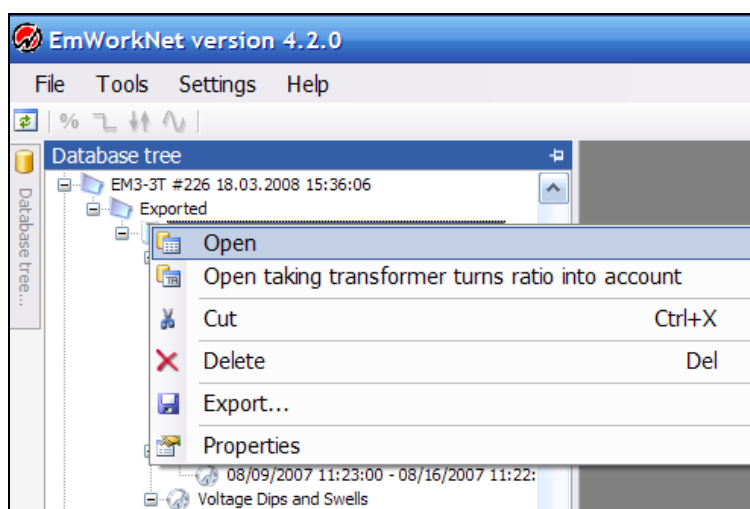 EmWorkNet version 4.2.0
File Tools Settings Help
%
Database tree
Database tree...
EM3-3T #226 18.03.2008 15:36:06
Exported
Open
Open taking transformer turns ratio into account
Cut Ctrl+X
Delete Del
Export...
Properties
08/09/2007 11:23:00 - 08/16/2007 11:22:
Voltage Dips and Swells